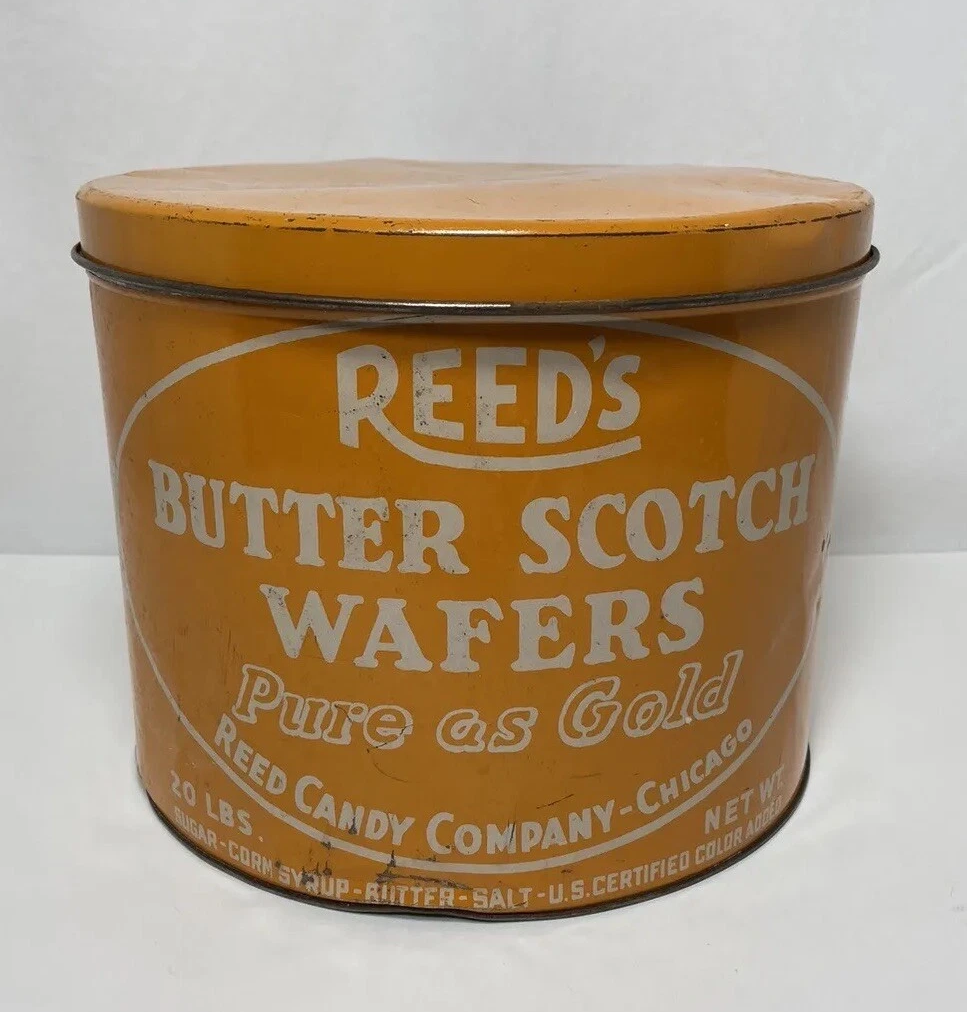 REED'S
BUTTER SCOTCH
WAFERS
Pure as Gold
REED CANDY COMPANY-CHICAGO
20 LBS. NET WT.
SUGAR-CORN SYRUP-BUTTER-SALT-U.S. CERTIFIED COLOR ADDED